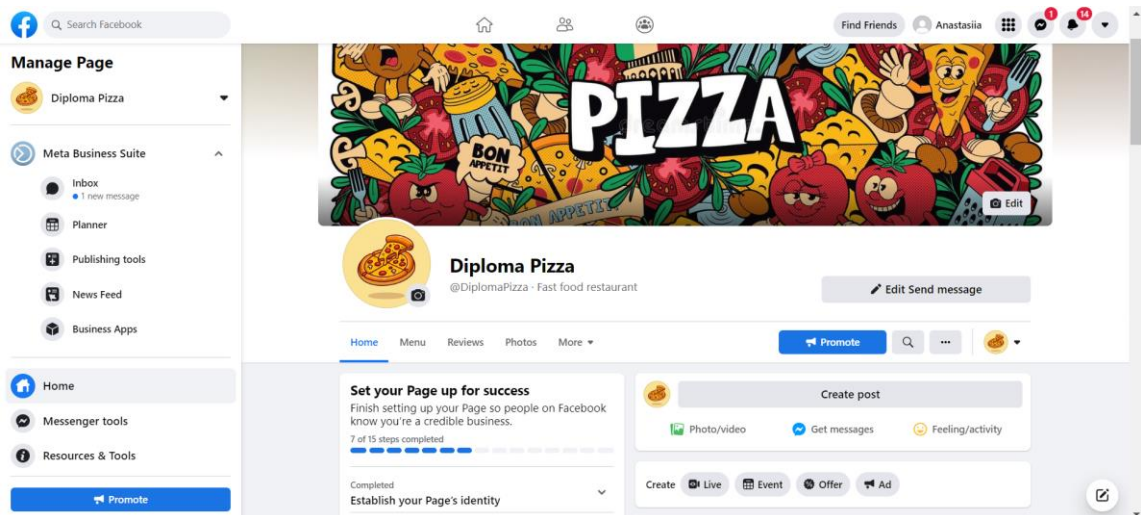 Search Facebook
Find Friends
Anastasiia
1
14
Manage Page
Diploma Pizza
Meta Business Suite
Inbox
1 new message
Planner
Publishing tools
News Feed
Business Apps
Home
Messenger tools
Resources & Tools
Promote
PIZZA
BON
APPETIT
BON APPETIT
Edit
Diploma Pizza
@DiplomaPizza · Fast food restaurant
Edit Send message
Home Menu Reviews Photos More
Promote
Set your Page up for success
Finish setting up your Page so people on Facebook
know you're a credible business.
7 of 15 steps completed
Completed
Establish your Page's identity
Create post
Photo/video Get messages Feeling/activity
Create Live Event Offer Ad